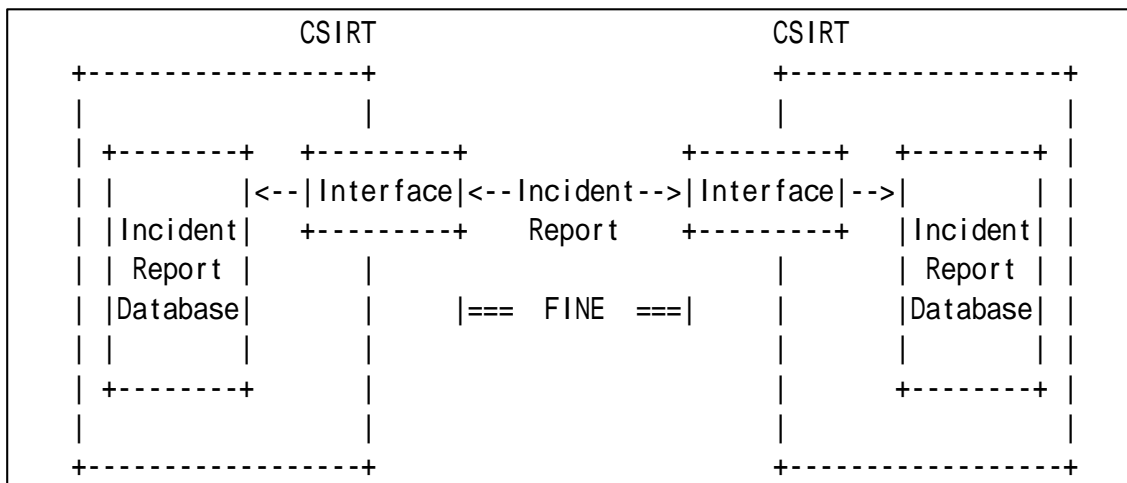 CSIRT CSIRT
+------------------+ +------------------+
| | | |
| +--------+ +---------+ +---------+ +--------+ |
| | |<--|Interface|<--Incident-->|Interface|-->| | |
| |Incident| +---------+ Report +---------+ |Incident| |
| | Report | | | | Report | |
| |Database| | |=== FINE ===| | |Database| |
| | | | | | | |
| +--------+ | | +--------+ |
| | | |
+------------------+ +------------------+